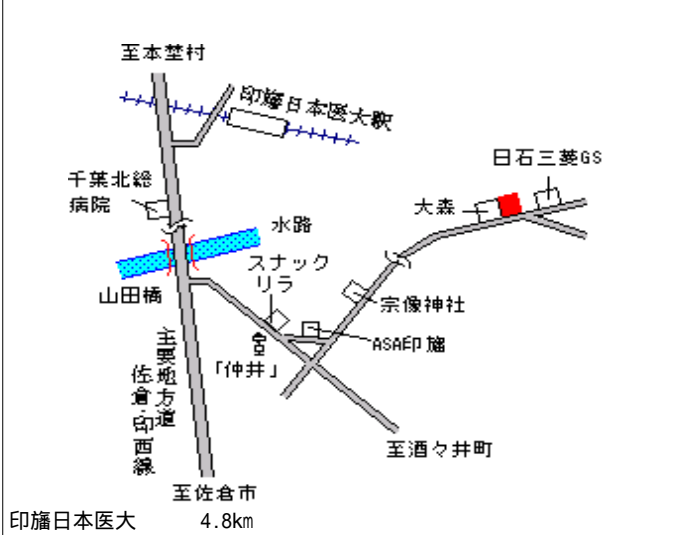 至本埜村
印旛日本医大駅
日石三菱GS
千葉北総
病院
大森
水路
スナック
リラ
山田橋
宗像神社
ASA印旛
「仲井」
主要地方道
佐倉・印西線
至酒々井町
至佐倉市
印旛日本医大 4.8km